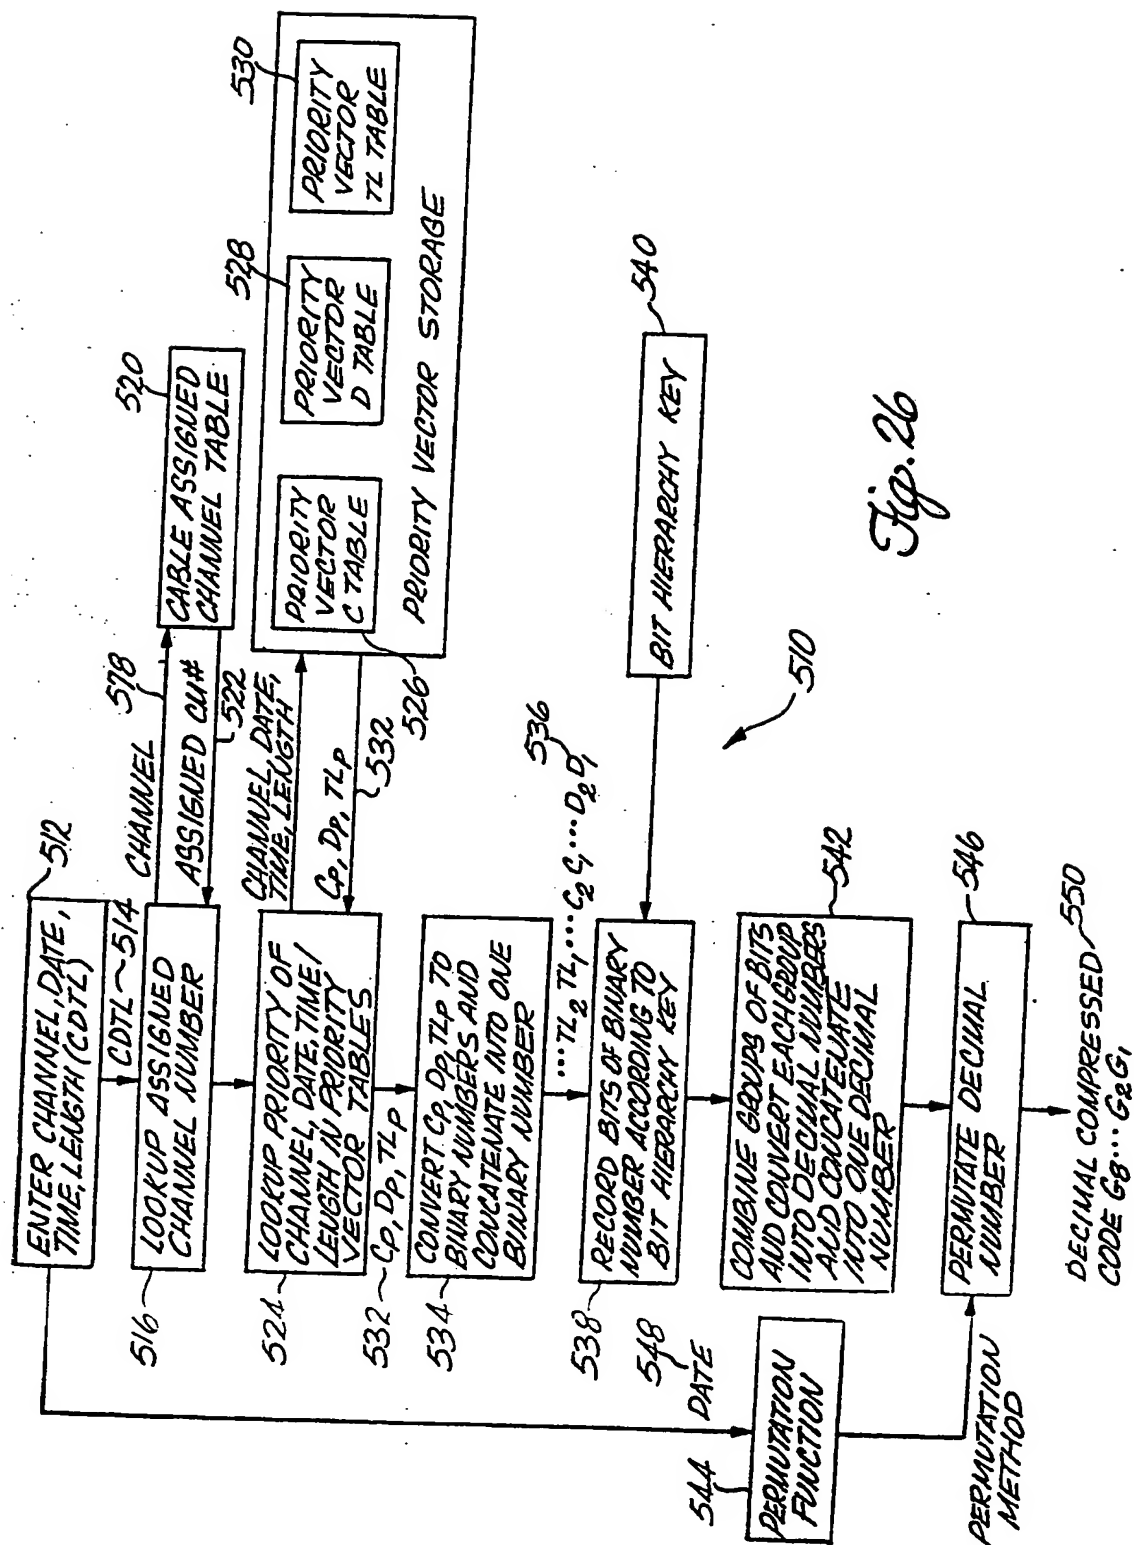 512
ENTER CHANNEL, DATE,
TIME, LENGTH (CDTL)
CDTL~514
CHANNEL
578
516
LOOKUP ASSIGNED
CHANNEL NUMBER
ASSIGNED CH#
522
520
CABLE ASSIGNED
CHANNEL TABLE
524
LOOKUP PRIORITY OF
CHANNEL, DATE, TIME/
LENGTH IN PRIORITY
VECTOR TABLES
CHANNEL, DATE,
TIME, LENGTH
CP, DP, TLP
532
526
PRIORITY
VECTOR
C TABLE
528
PRIORITY
VECTOR
D TABLE
530
PRIORITY
VECTOR
TL TABLE
PRIORITY VECTOR STORAGE
532~CP, DP, TLP
534
CONVERT CP, DP, TLP TO
BINARY NUMBERS AND
CONCATENATE INTO ONE
BINARY NUMBER
...TL2 TL1...C2 C1...D2 D1
536
538
RECORD BITS OF BINARY
NUMBER ACCORDING TO
BIT HIERARCHY KEY
540
BIT HIERARCHY KEY
510
542
COMBINE GROUPS OF BITS
AND CONVERT EACH GROUP
INTO DECIMAL NUMBERS
AND CONCATENATE
INTO ONE DECIMAL
NUMBER
548
DATE
544
PERMUTATION
FUNCTION
PERMUTATION
METHOD
546
PERMUTATE DECIMAL
NUMBER
DECIMAL COMPRESSED 550
CODE G8...G2 G1
Fig. 26